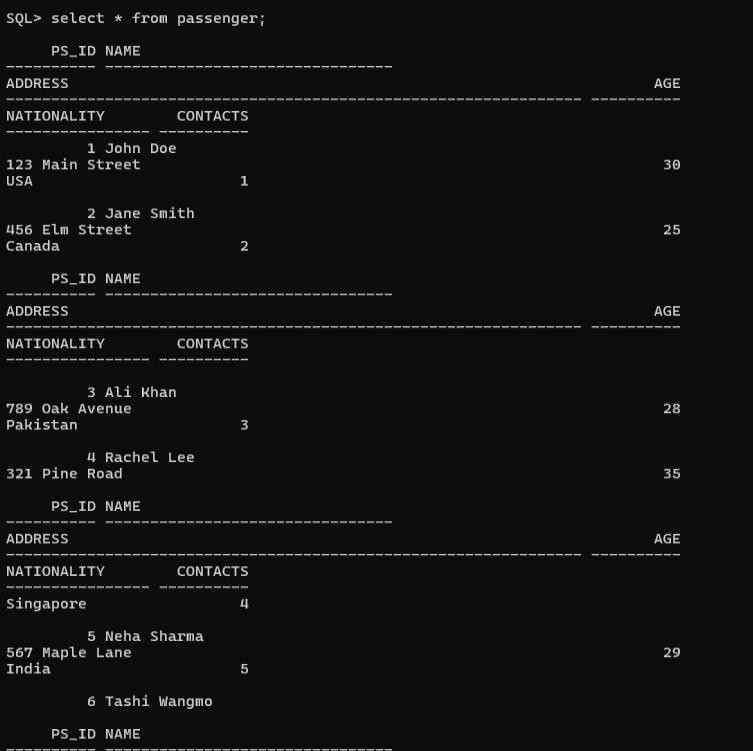 SQL> select * from passenger;
     PS_ID NAME
---------- --------------------------------
ADDRESS                                                                 AGE
---------------------------------------------------------------- ----------
NATIONALITY        CONTACTS
---------------- ----------
         1 John Doe
123 Main Street                                                          30
USA                       1
         2 Jane Smith
456 Elm Street                                                           25
Canada                    2
     PS_ID NAME
---------- --------------------------------
ADDRESS                                                                 AGE
---------------------------------------------------------------- ----------
NATIONALITY        CONTACTS
---------------- ----------
         3 Ali Khan
789 Oak Avenue                                                           28
Pakistan                  3
         4 Rachel Lee
321 Pine Road                                                            35
     PS_ID NAME
---------- --------------------------------
ADDRESS                                                                 AGE
---------------------------------------------------------------- ----------
NATIONALITY        CONTACTS
---------------- ----------
Singapore                 4
         5 Neha Sharma
567 Maple Lane                                                           29
India                     5
         6 Tashi Wangmo
     PS_ID NAME
---------- --------------------------------